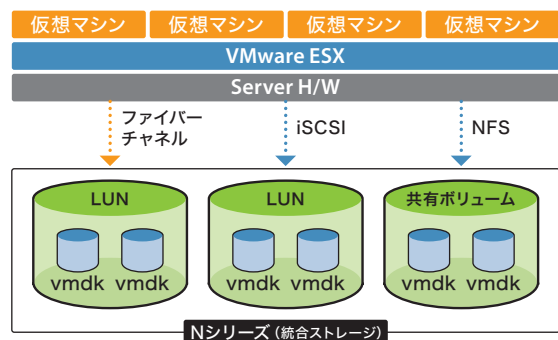 仮想マシン 仮想マシン 仮想マシン 仮想マシン
VMware ESX
Server H/W
ファイバー
チャネル
iSCSI
NFS
LUN LUN 共有ボリューム
vmdk vmdk vmdk vmdk vmdk vmdk
Nシリーズ（統合ストレージ）